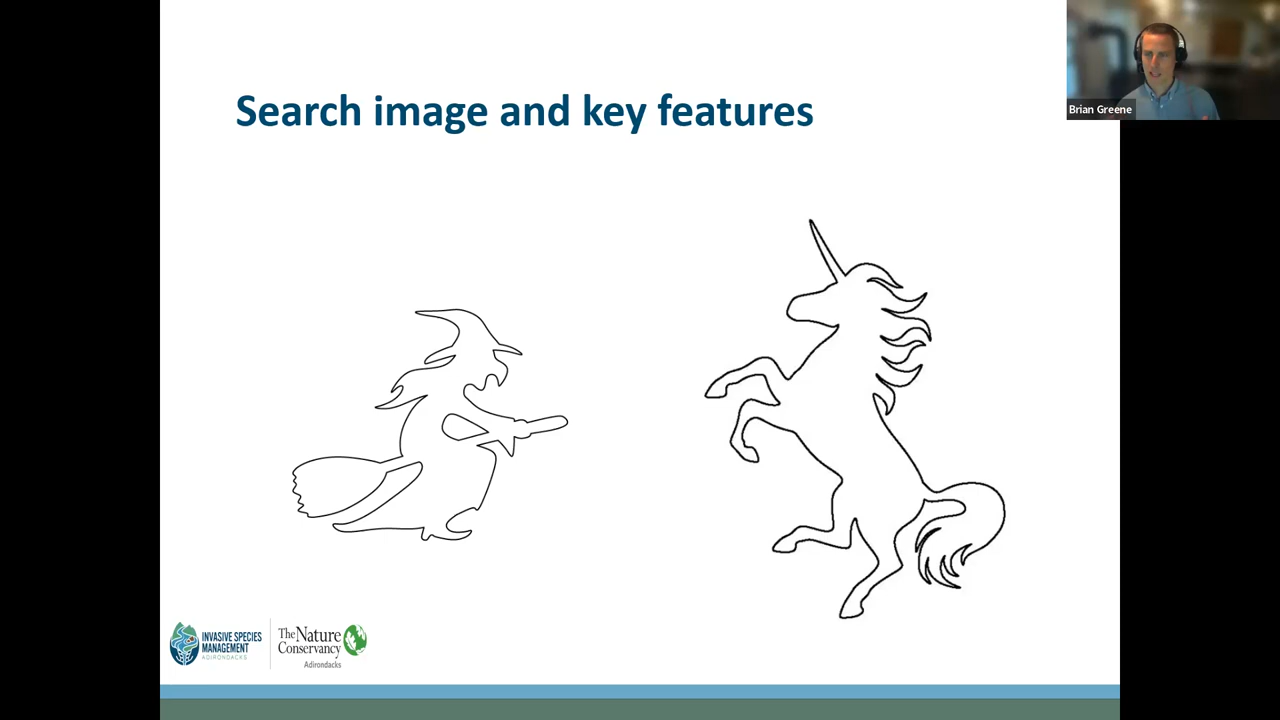 Search image and key features
Brian Greene
INVASIVE SPECIES
MANAGEMENT
ADIRONDACKS
The Nature
Conservancy
Adirondacks